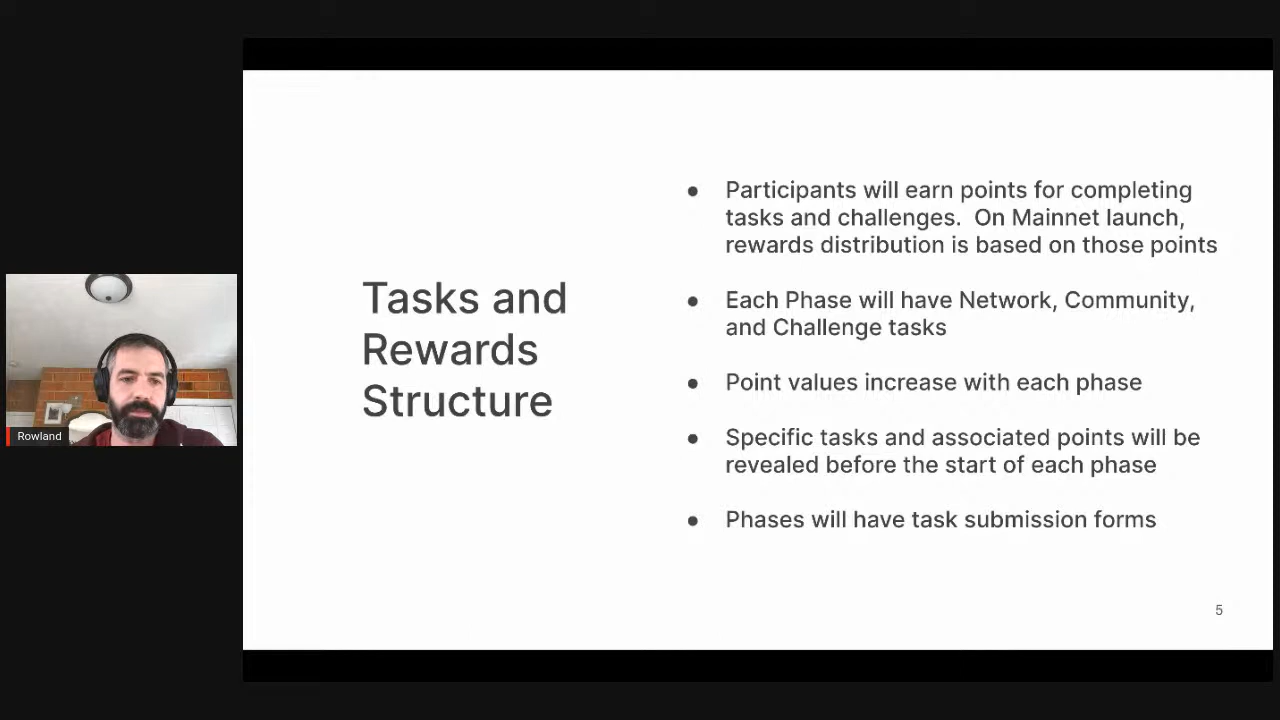 Tasks and
Rewards
Structure
● Participants will earn points for completing
tasks and challenges.  On Mainnet launch,
rewards distribution is based on those points
● Each Phase will have Network, Community,
and Challenge tasks
● Point values increase with each phase
● Specific tasks and associated points will be
revealed before the start of each phase
● Phases will have task submission forms
5
Rowland